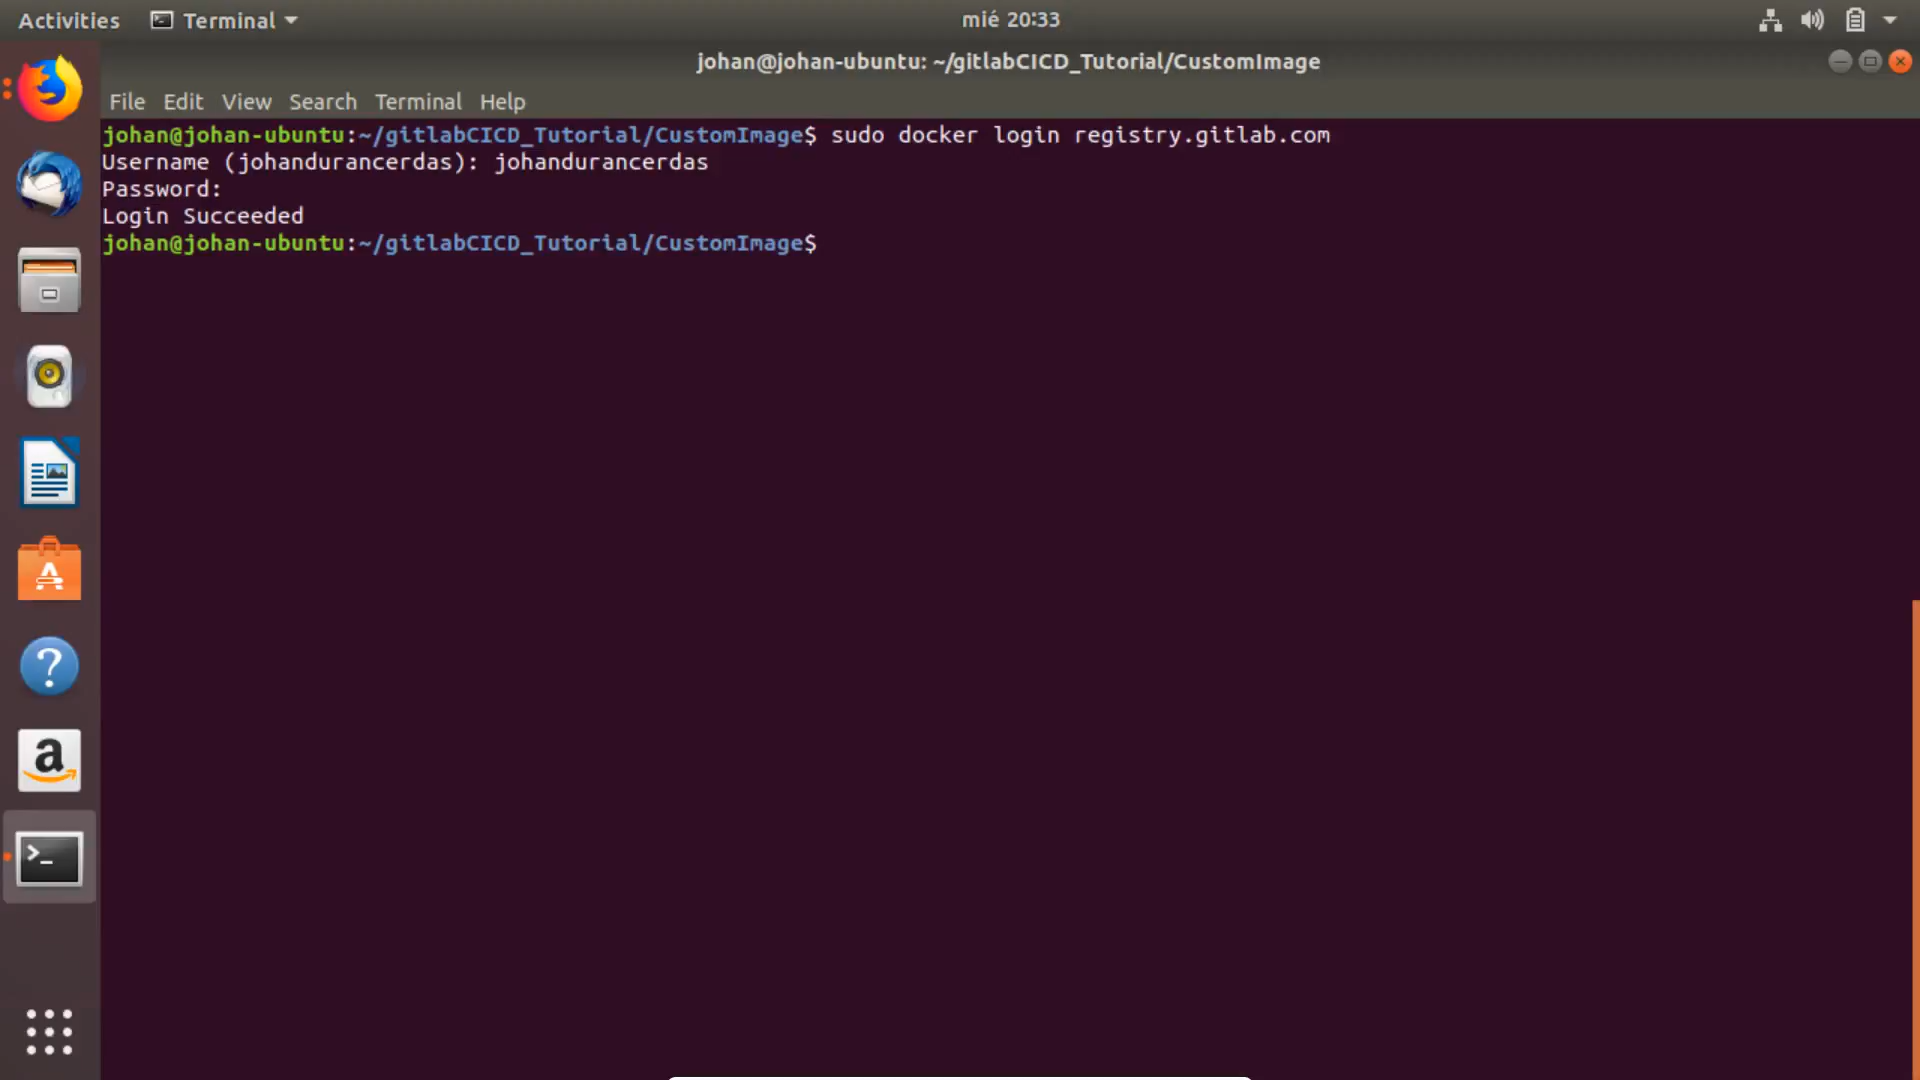 Activities Terminal mié 20:33
johan@johan-ubuntu: ~/gitlabCICD_Tutorial/CustomImage
File Edit View Search Terminal Help
johan@johan-ubuntu:~/gitlabCICD_Tutorial/CustomImage$ sudo docker login registry.gitlab.com
Username (johandurancerdas): johandurancerdas
Password:
Login Succeeded
johan@johan-ubuntu:~/gitlabCICD_Tutorial/CustomImage$